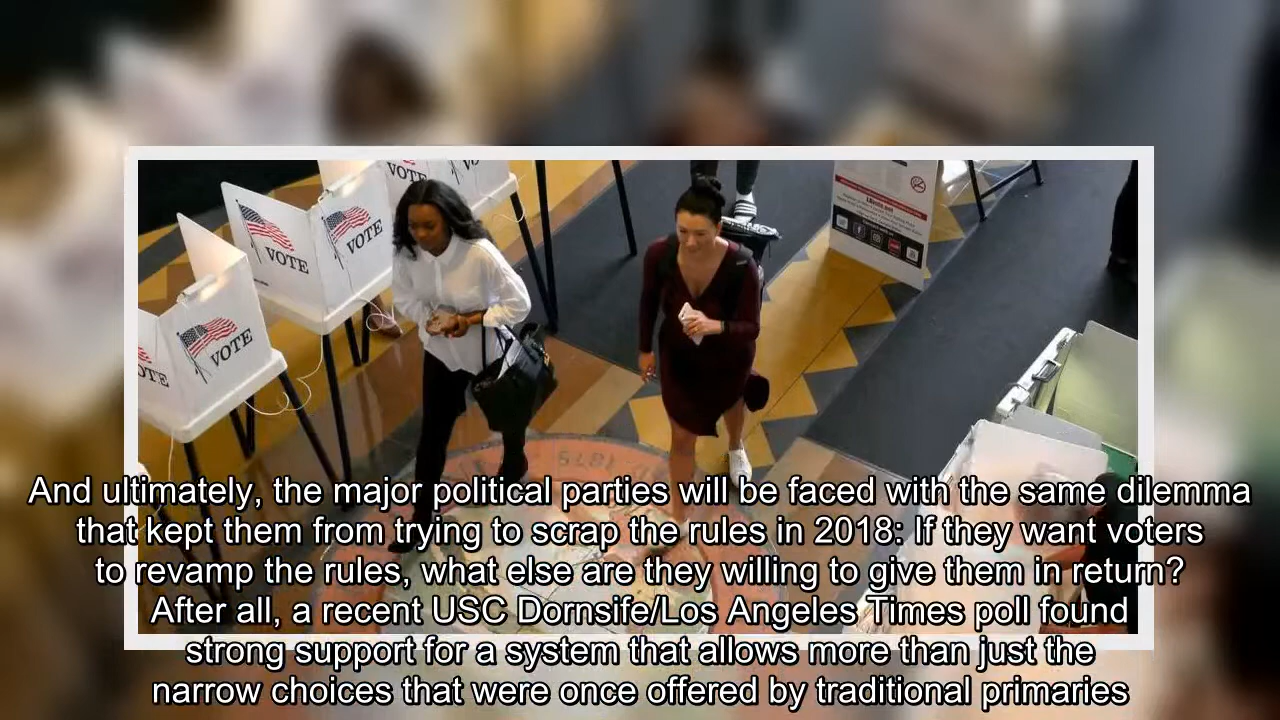 VOTE
VOTE
VOTE
VOTE
VOTE
And ultimately, the major political parties will be faced with the same dilemma
that kept them from trying to scrap the rules in 2018: If they want voters
to revamp the rules, what else are they willing to give them in return?
After all, a recent USC Dornsife/Los Angeles Times poll found
strong support for a system that allows more than just the
narrow choices that were once offered by traditional primaries